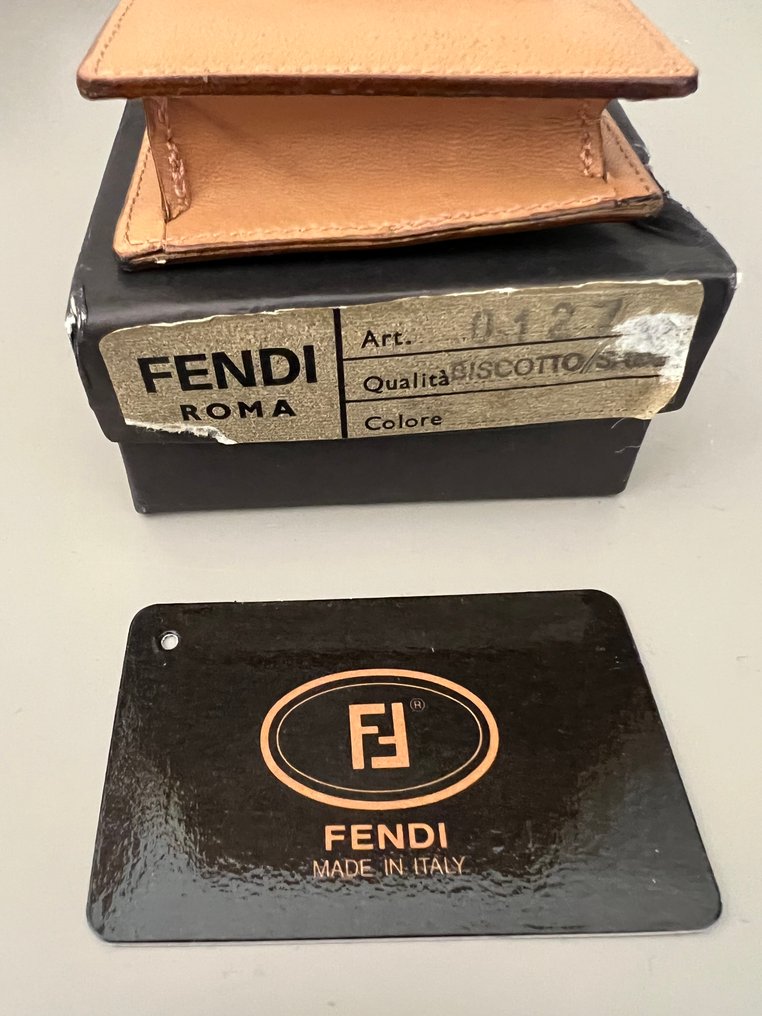 FENDI
ROMA
Art. 0127
Qualità BISCOTTO/
Colore
FF ®
FENDI
MADE IN ITALY